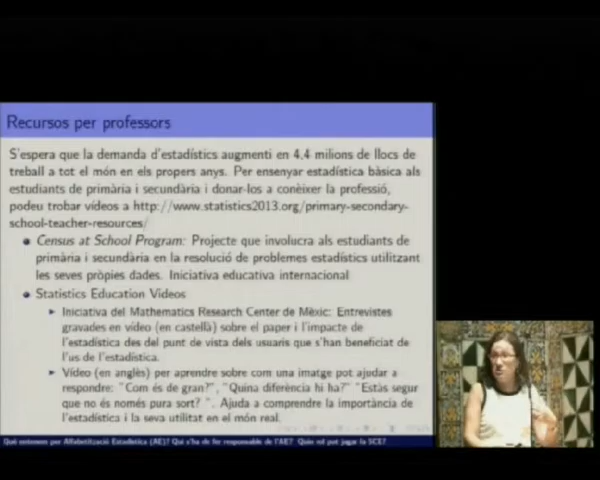 Recursos per professors
S'espera que la demanda d'estadístics augmenti en 4,4 milions de llocs de
treball a tot el món en els propers anys. Per ensenyar estadística bàsica als
estudiants de primària i secundària i donar-los a conèixer la professió,
podeu trobar vídeos a http://www.statistics2013.org/primary-secondary-
school-teacher-resources/
Census at School Program: Projecte que involucra als estudiants de
primària i secundària en la resolució de problemes estadístics utilitzant
les seves pròpies dades. Iniciativa educativa internacional
Statistics Education Videos
Iniciativa del Mathematics Research Center de Mèxic: Entrevistes
gravades en vídeo (en castellà) sobre el paper i l'impacte de
l'estadística des del punt de vista dels usuaris que s'han beneficiat de
l'us de l'estadística.
Vídeo (en anglès) per aprendre sobre com una imatge pot ajudar a
respondre: "Com és de gran?", "Quina diferència hi ha?" "Estàs segur
que no és només pura sort? ". Ajuda a comprendre la importància de
l'estadística i la seva utilitat en el món real.
Què entenem per Alfabetització Estadística (AE)? Qui s'ha de fer responsable de l'AE? Quin rol pot jugar la SCE?